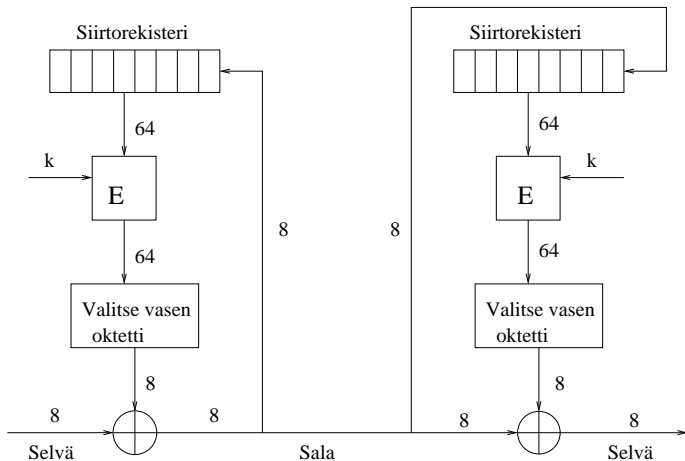 Siirtorekisteri
Siirtorekisteri
64
64
k
k
E
E
8
8
64
64
Valitse vasen
oktetti
Valitse vasen
oktetti
8
8
8
8
8
8
Selvä
Sala
Selvä